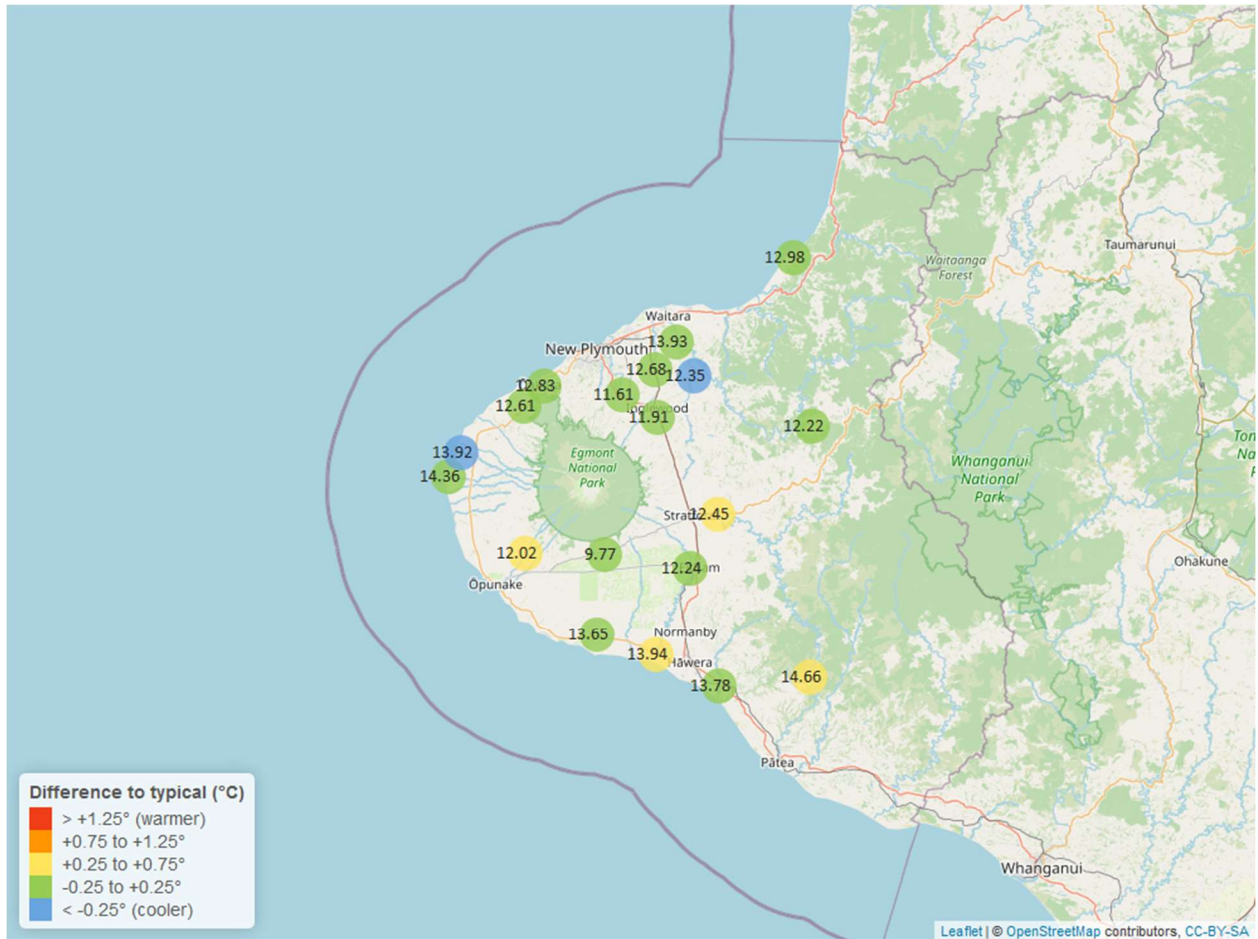 Taumarunui
12.98
Waitaanga
Forest
Waitara
13.93
New Plymouth
12.68
12.35
12.83
11.61
12.61
11.91
12.22
13.92
Egmont
National
Park
14.36
Whanganui
National
Park
12.45
12.02
9.77
12.24
Ōpunake
Ohakune
13.65
Normanby
13.94
Hāwera
14.66
13.78
Pātea
Whanganui
Difference to typical (°C)
> +1.25° (warmer)
+0.75 to +1.25°
+0.25 to +0.75°
-0.25 to +0.25°
< -0.25° (cooler)
Leaflet | © OpenStreetMap contributors, CC-BY-SA